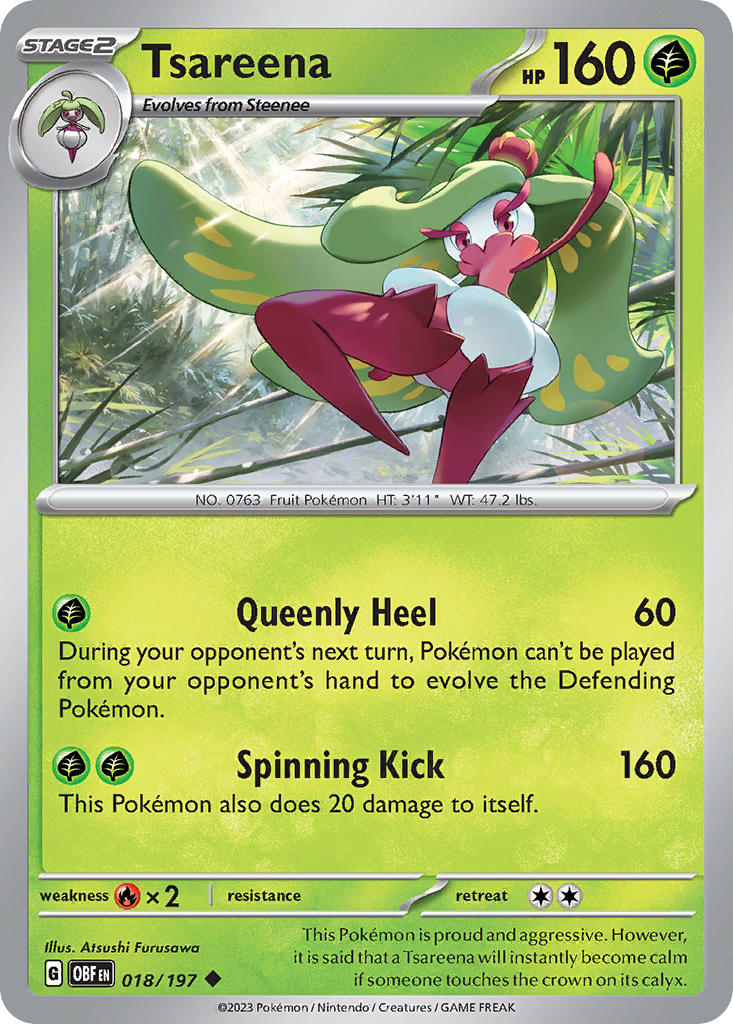 STAGE2
Tsareena
HP 160
Evolves from Steenee
NO. 0763 Fruit Pokémon HT: 3'11" WT: 47.2 lbs.
Queenly Heel 60
During your opponent's next turn, Pokémon can't be played
from your opponent's hand to evolve the Defending
Pokémon.
Spinning Kick 160
This Pokémon also does 20 damage to itself.
weakness ×2 resistance retreat
Illus. Atsushi Furusawa
This Pokémon is proud and aggressive. However,
it is said that a Tsareena will instantly become calm
if someone touches the crown on its calyx.
G OBF EN 018/197
©2023 Pokémon / Nintendo / Creatures / GAME FREAK